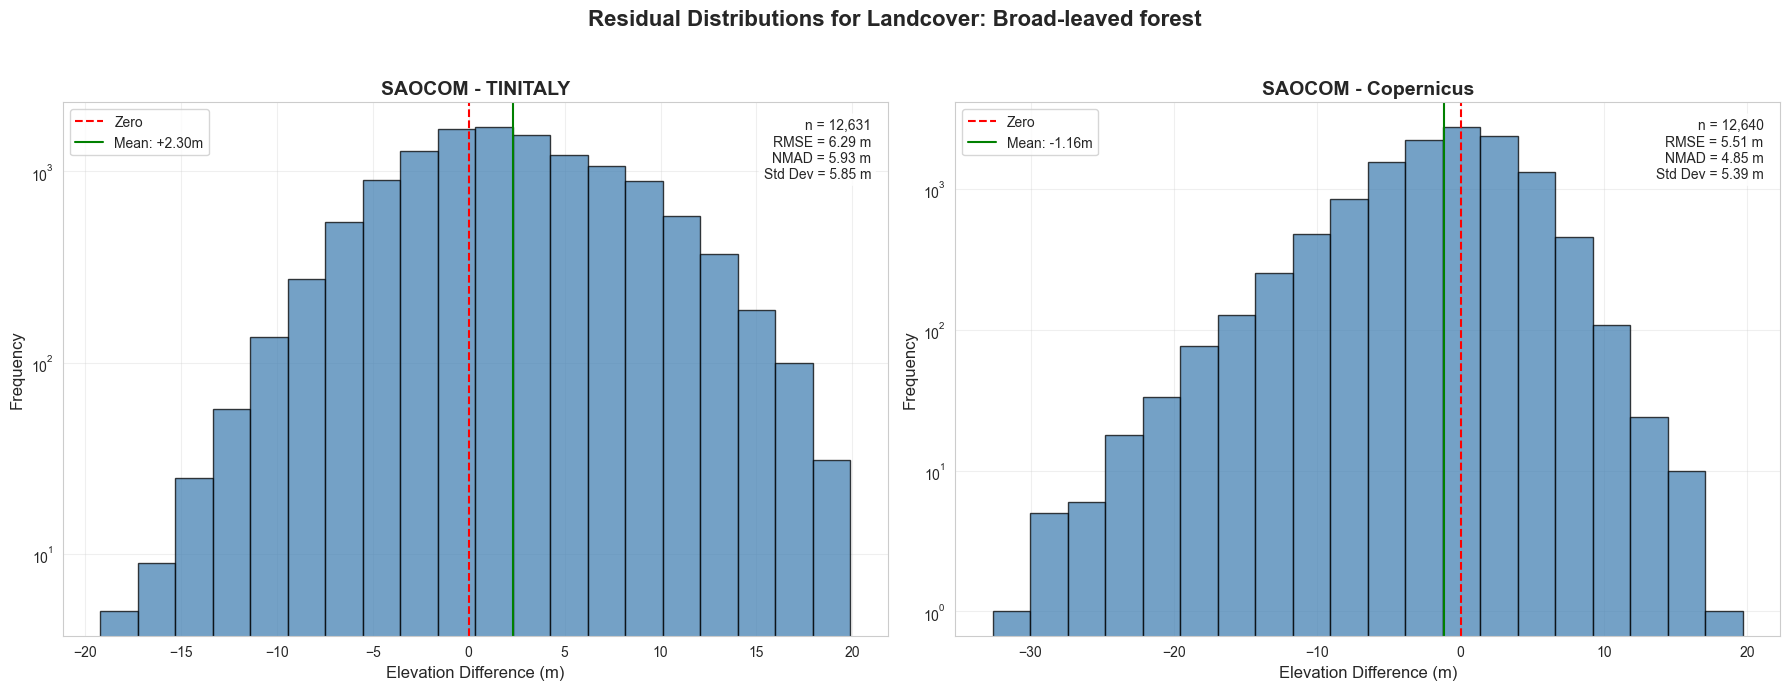 Residual Distributions for Landcover: Broad-leaved forest
SAOCOM - TINITALY
Zero
Mean: +2.30m
n = 12,631
RMSE = 6.29 m
NMAD = 5.93 m
Std Dev = 5.85 m
Frequency
10³
10²
10¹
−20
−15
−10
−5
0
5
10
15
20
Elevation Difference (m)
SAOCOM - Copernicus
Zero
Mean: -1.16m
n = 12,640
RMSE = 5.51 m
NMAD = 4.85 m
Std Dev = 5.39 m
Frequency
10³
10²
10¹
10⁰
−30
−20
−10
0
10
20
Elevation Difference (m)